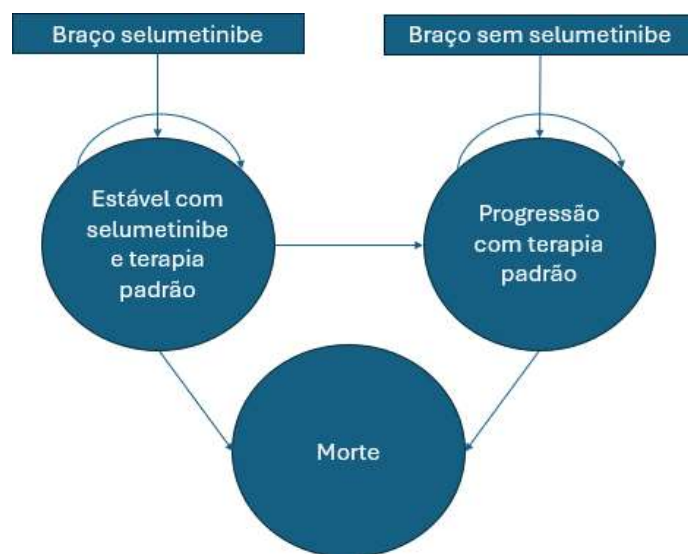 Braço selumetinibe
Braço sem selumetinibe
Estável com
selumetinibe
e terapia
padrão
Progressão
com terapia
padrão
Morte